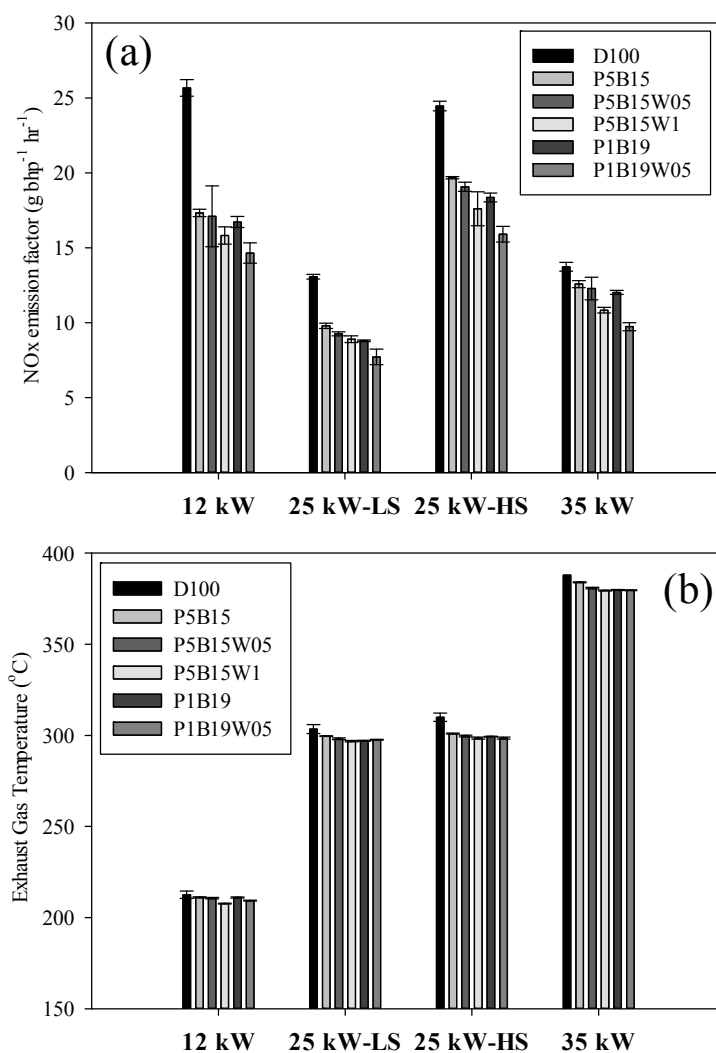 (a)
NOx emission factor (g bhp⁻¹ hr⁻¹)
30
25
20
15
10
5
0
D100
P5B15
P5B15W05
P5B15W1
P1B19
P1B19W05
12 kW 25 kW-LS 25 kW-HS 35 kW
(b)
Exhaust Gas Temperature (°C)
400
350
300
250
200
150
D100
P5B15
P5B15W05
P5B15W1
P1B19
P1B19W05
12 kW 25 kW-LS 25 kW-HS 35 kW